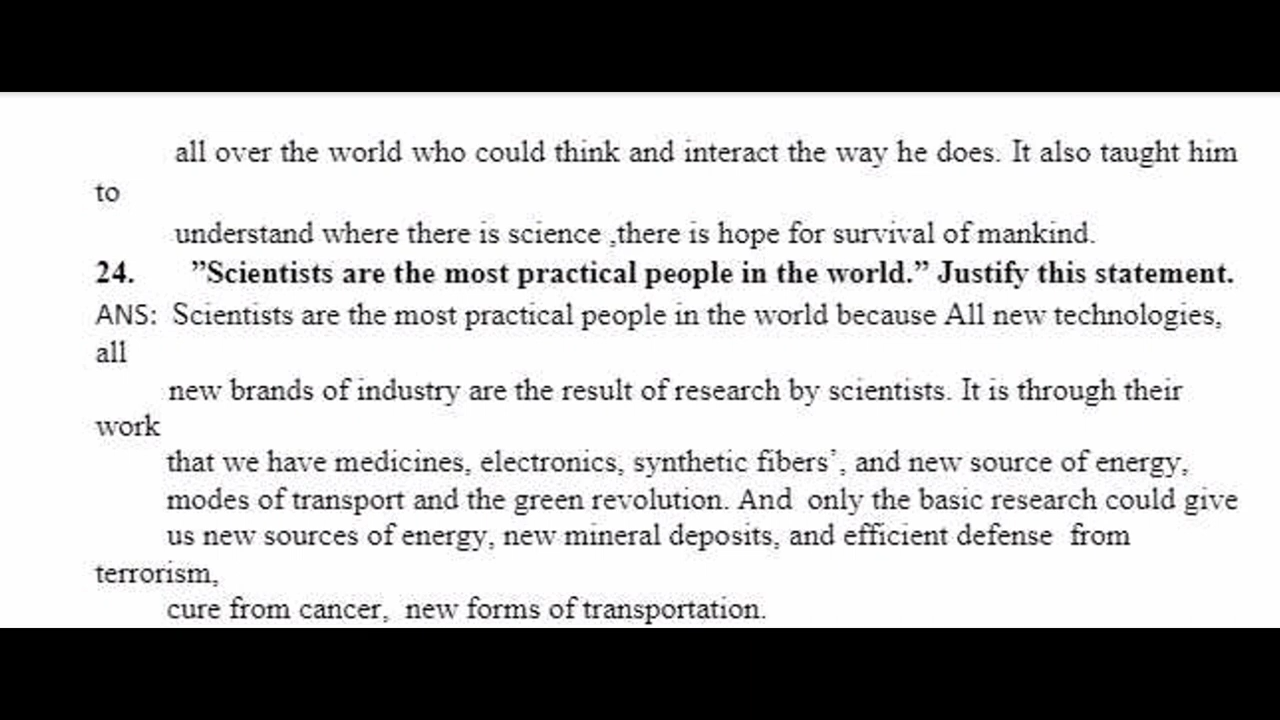 all over the world who could think and interact the way he does. It also taught him
to
understand where there is science ,there is hope for survival of mankind.
24. ”Scientists are the most practical people in the world.” Justify this statement.
ANS: Scientists are the most practical people in the world because All new technologies,
all
new brands of industry are the result of research by scientists. It is through their
work
that we have medicines, electronics, synthetic fibers’, and new source of energy,
modes of transport and the green revolution. And only the basic research could give
us new sources of energy, new mineral deposits, and efficient defense from
terrorism,
cure from cancer, new forms of transportation.